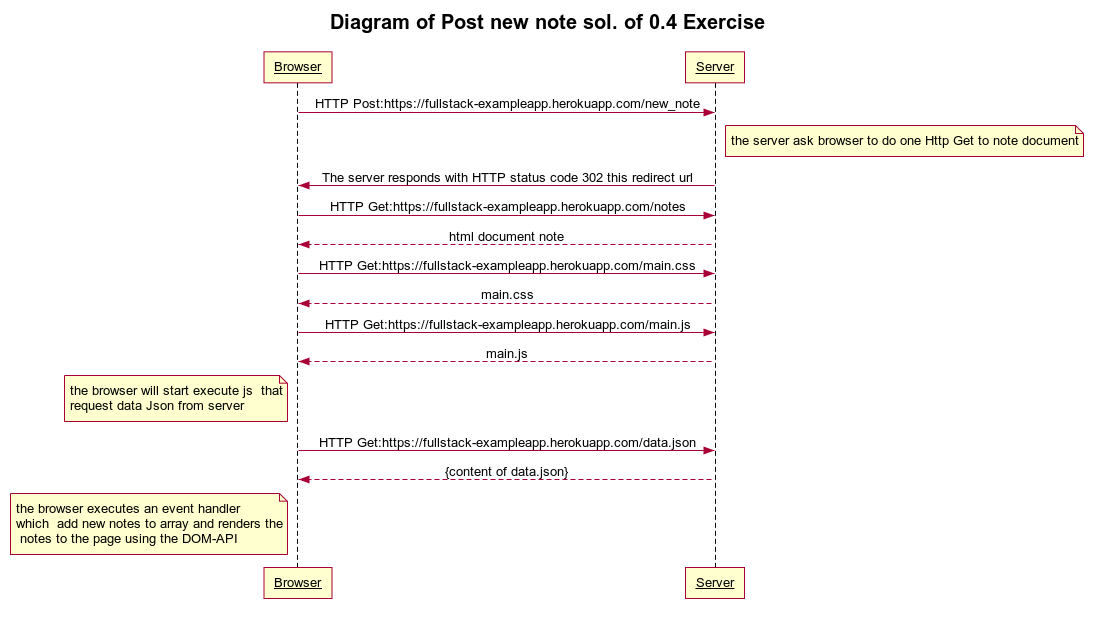 Diagram of Post new note sol. of 0.4 Exercise
Browser
Server
HTTP Post:https://fullstack-exampleapp.herokuapp.com/new_note
the server ask browser to do one Http Get to note document
The server responds with HTTP status code 302 this redirect url
HTTP Get:https://fullstack-exampleapp.herokuapp.com/notes
html document note
HTTP Get:https://fullstack-exampleapp.herokuapp.com/main.css
main.css
HTTP Get:https://fullstack-exampleapp.herokuapp.com/main.js
main.js
the browser will start execute js  that
request data Json from server
HTTP Get:https://fullstack-exampleapp.herokuapp.com/data.json
{content of data.json}
the browser executes an event handler
which  add new notes to array and renders the
notes to the page using the DOM-API
Browser
Server